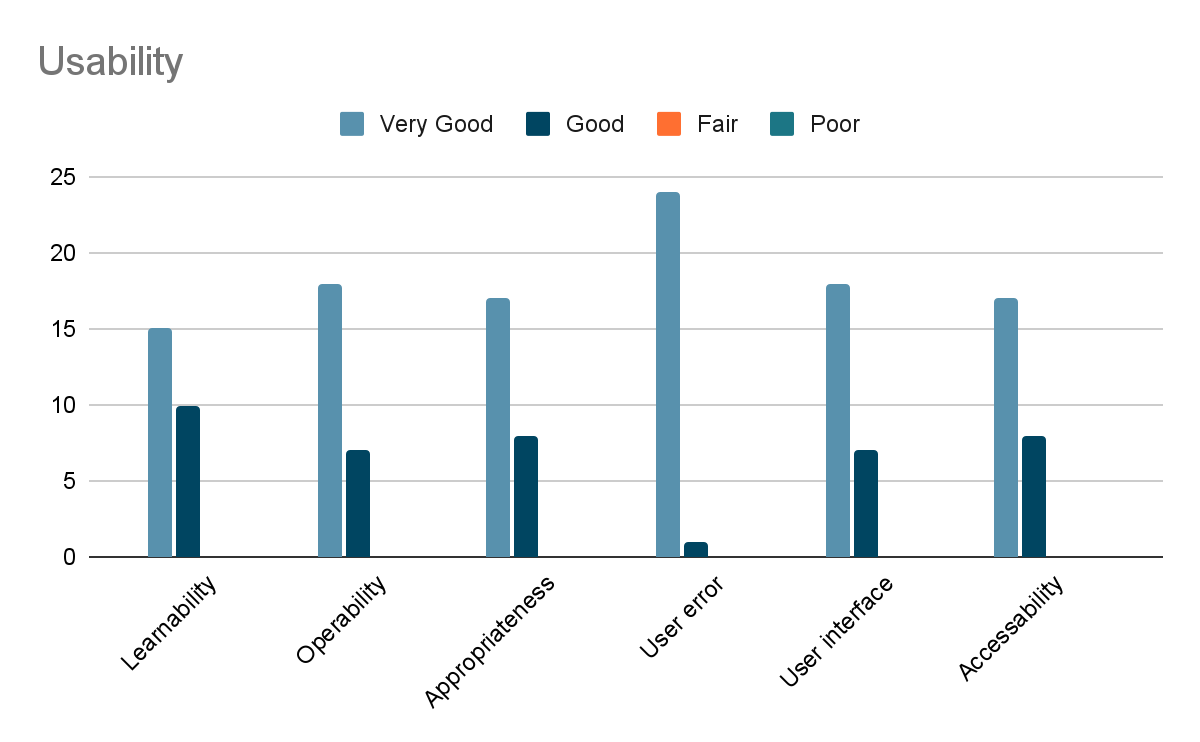 Usability
Very Good Good Fair Poor
25
20
15
10
5
0
Learnability
Operability
Appropriateness
User error
User interface
Accessability